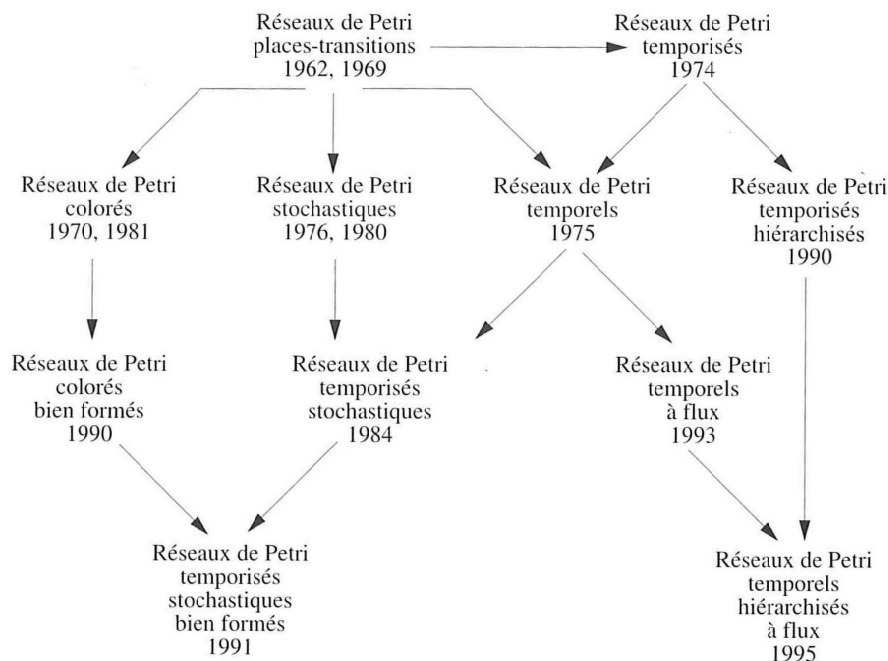 Réseaux de Petri
places-transitions
1962, 1969
Réseaux de Petri
temporisés
1974
Réseaux de Petri
colorés
1970, 1981
Réseaux de Petri
stochastiques
1976, 1980
Réseaux de Petri
temporels
1975
Réseaux de Petri
temporisés
hiérarchisés
1990
Réseaux de Petri
colorés
bien formés
1990
Réseaux de Petri
temporisés
stochastiques
1984
Réseaux de Petri
temporels
à flux
1993
Réseaux de Petri
temporisés
stochastiques
bien formés
1991
Réseaux de Petri
temporels
hiérarchisés
à flux
1995